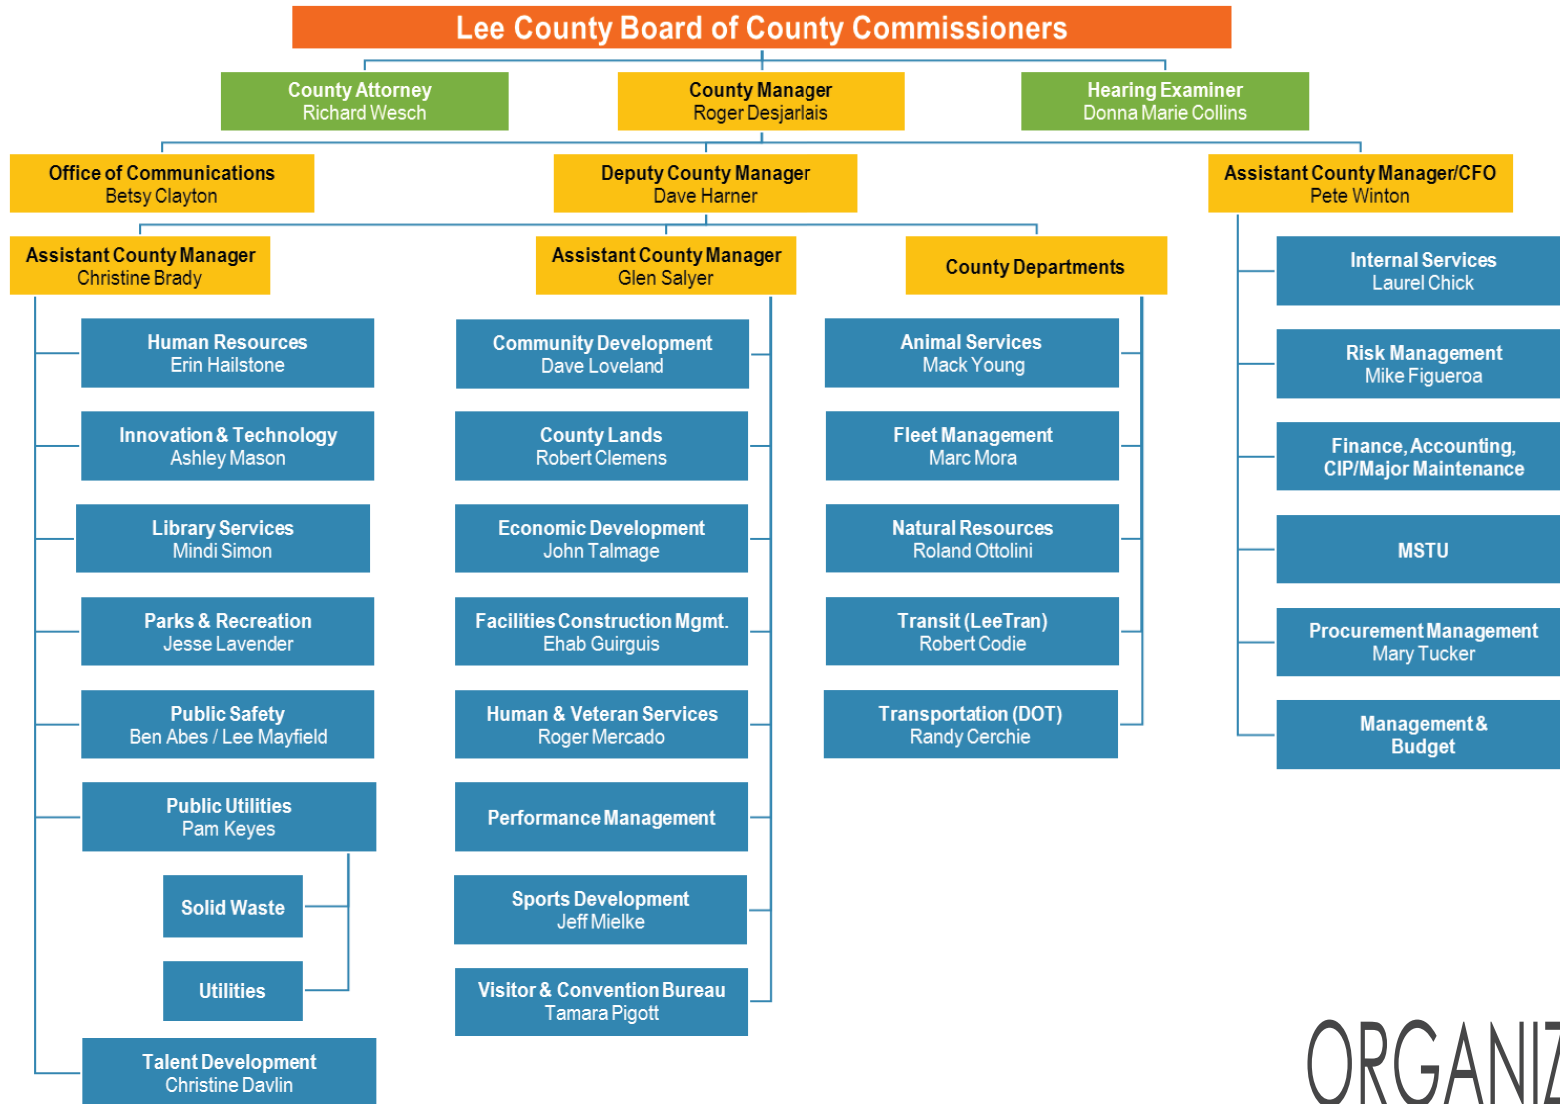 Lee County Board of County Commissioners
County Attorney
Richard Wesch
County Manager
Roger Desjarlais
Hearing Examiner
Donna Marie Collins
Office of Communications
Betsy Clayton
Deputy County Manager
Dave Harner
Assistant County Manager/CFO
Pete Winton
Assistant County Manager
Christine Brady
Assistant County Manager
Glen Salyer
County Departments
Human Resources
Erin Hailstone
Innovation & Technology
Ashley Mason
Library Services
Mindi Simon
Parks & Recreation
Jesse Lavender
Public Safety
Ben Abes / Lee Mayfield
Public Utilities
Pam Keyes
Solid Waste
Utilities
Talent Development
Christine Davlin
Community Development
Dave Loveland
County Lands
Robert Clemens
Economic Development
John Talmage
Facilities Construction Mgmt.
Ehab Guirguis
Human & Veteran Services
Roger Mercado
Performance Management
Sports Development
Jeff Mielke
Visitor & Convention Bureau
Tamara Pigott
Animal Services
Mack Young
Fleet Management
Marc Mora
Natural Resources
Roland Ottolini
Transit (LeeTran)
Robert Codie
Transportation (DOT)
Randy Cerchie
Internal Services
Laurel Chick
Risk Management
Mike Figueroa
Finance, Accounting,
CIP/Major Maintenance
MSTU
Procurement Management
Mary Tucker
Management &
Budget
ORGANIZ